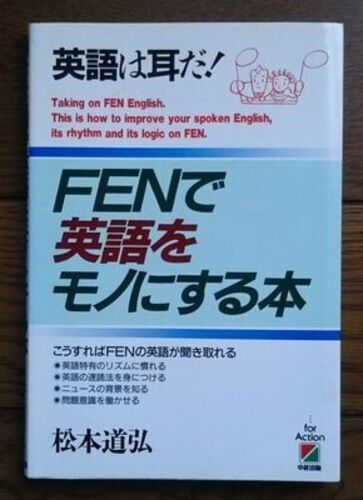 英語は耳だ!
Taking on FEN English.
This is how to improve your spoken English,
its rhythm and its logic on FEN.
FENで
英語を
モノにする本
こうすればFENの英語が聞き取れる
●英語特有のリズムに慣れる
●英語の速読法を身につける
●ニュースの背景を知る
●問題意識を働かせる
松本道弘
…for
Action
中経出版